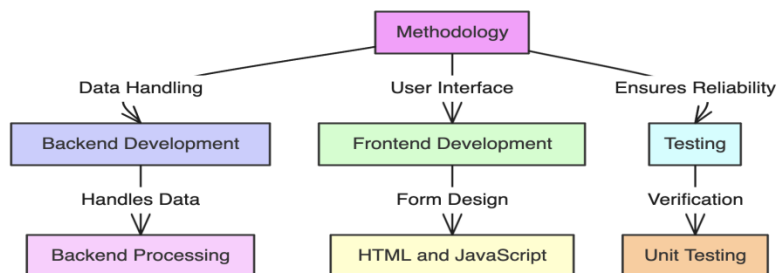 Methodology
Data Handling
User Interface
Ensures Reliability
Backend Development
Frontend Development
Testing
Handles Data
Form Design
Verification
Backend Processing
HTML and JavaScript
Unit Testing